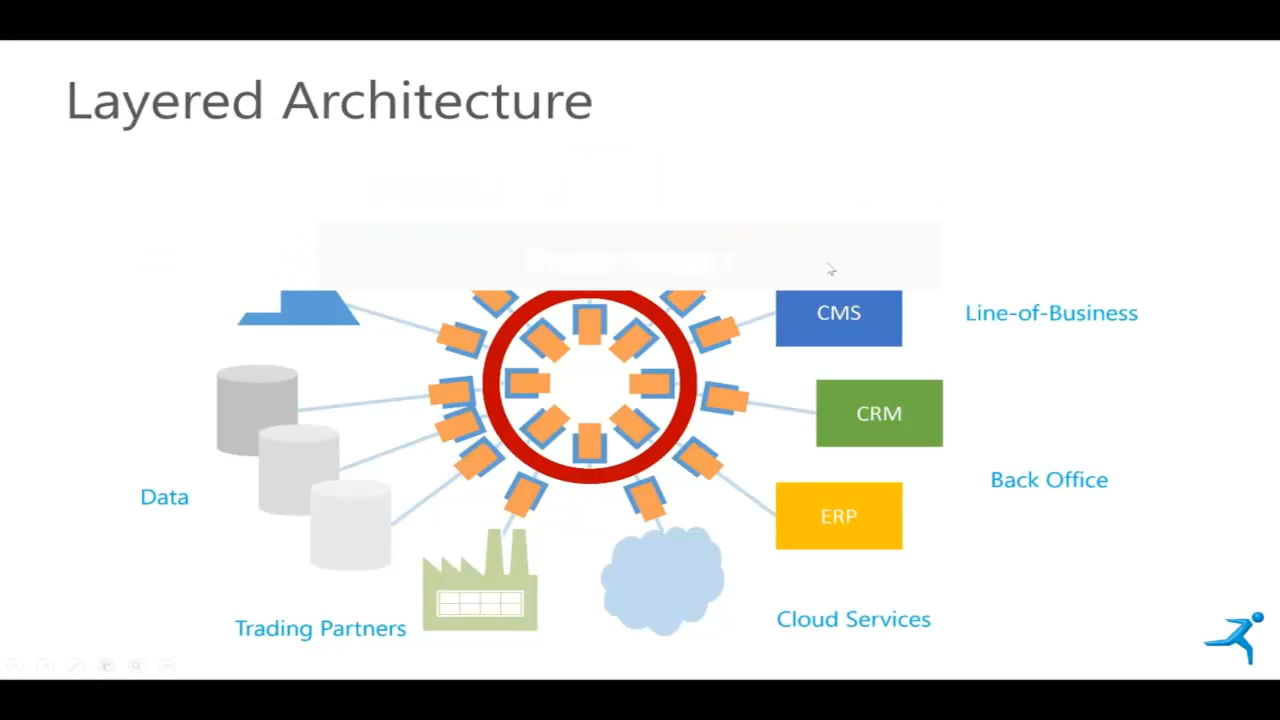 Layered Architecture
CMS
Line-of-Business
CRM
Back Office
Data
ERP
Cloud Services
Trading Partners